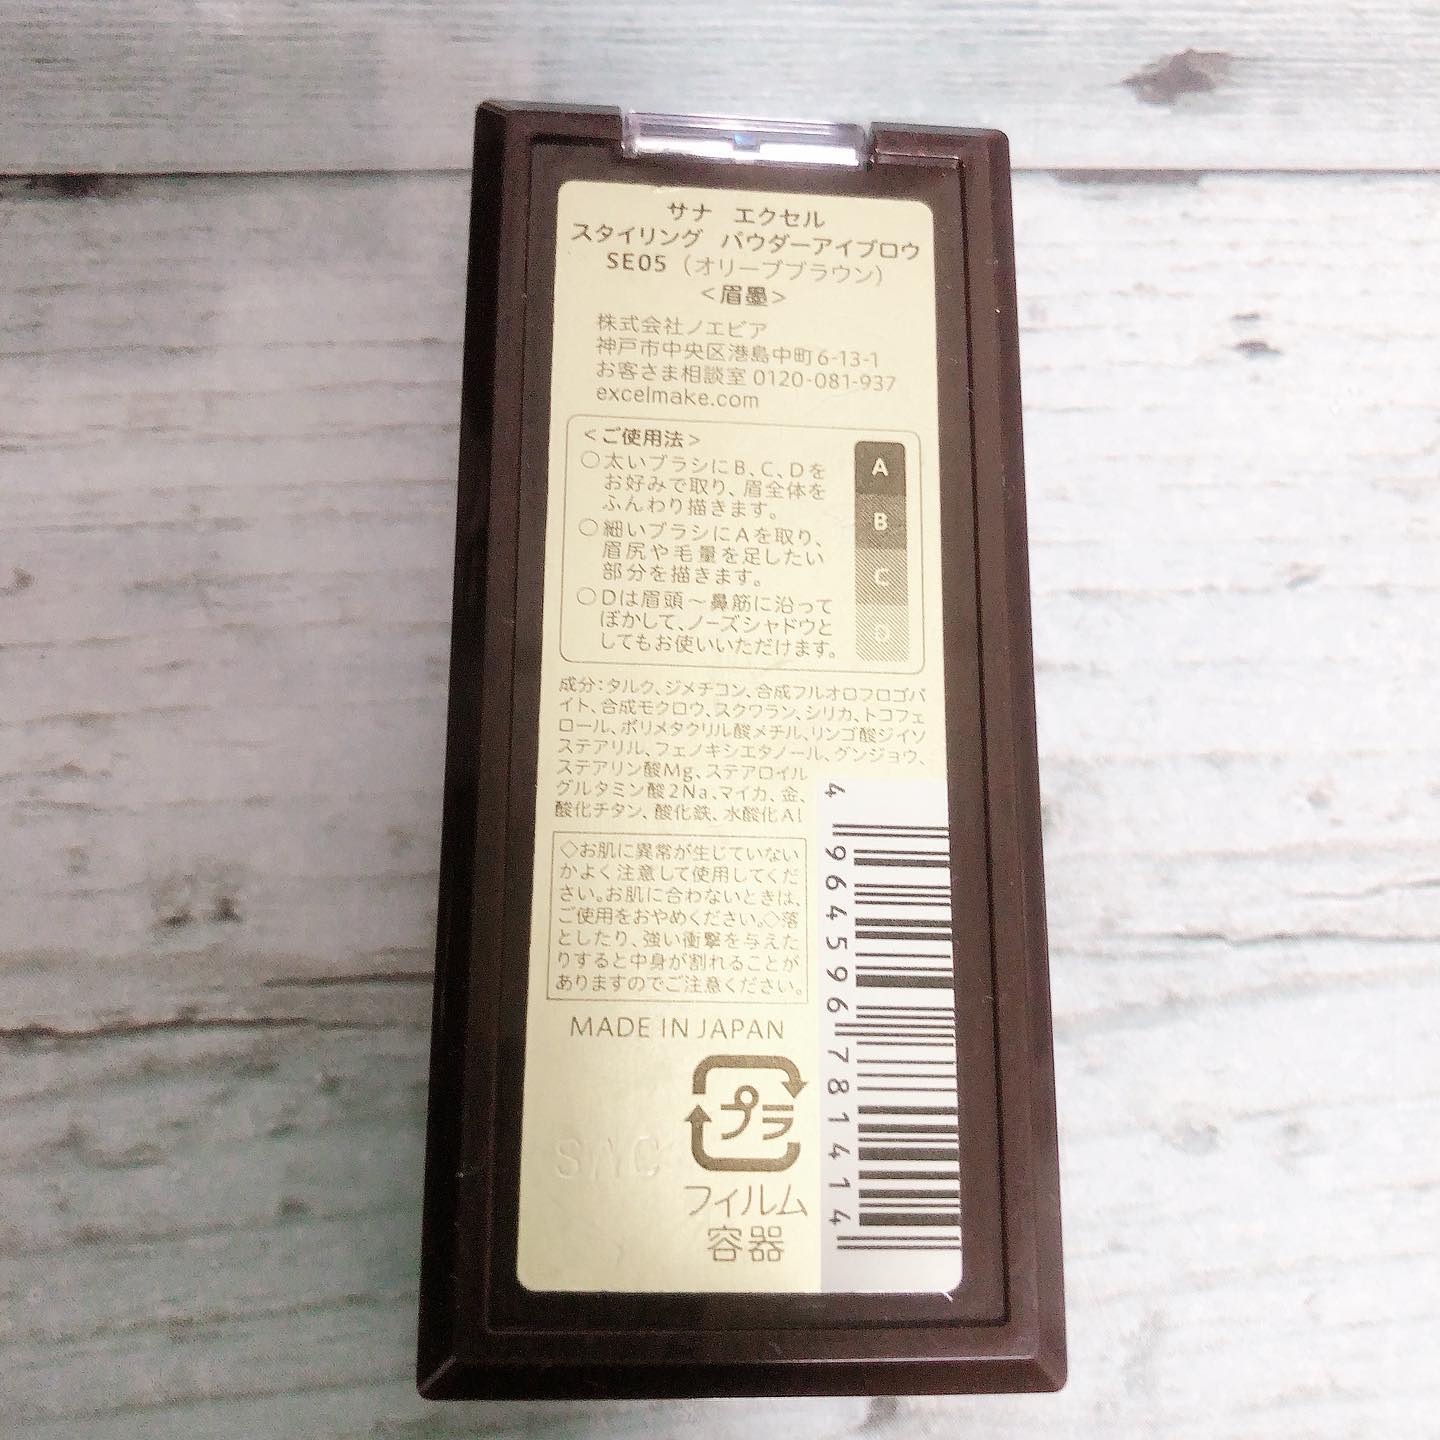 サナ エクセル
スタイリング パウダーアイブロウ
SE05（オリーブブラウン）
＜眉墨＞
株式会社ノエビア
神戸市中央区港島中町6-13-1
お客さま相談室 0120-081-937
excelmake.com
＜ご使用法＞
○太いブラシにB、C、Dを
お好みで取り、眉全体を
ふんわり描きます。
○細いブラシにAを取り、
眉尻や毛量を足したい
部分を描きます。
○Dは眉頭～鼻筋に沿って
ぼかして、ノーズシャドウと
してもお使いいただけます。
A
B
C
D
成分：タルク、ジメチコン、合成フルオロフロゴパ
イト、合成モクロウ、スクワラン、シリカ、トコフェ
ロール、ポリメタクリル酸メチル、リンゴ酸ジイソ
ステアリル、フェノキシエタノール、グンジョウ、
ステアリン酸Mg、ステアロイル
グルタミン酸2Na、マイカ、金、
酸化チタン、酸化鉄、水酸化Al
◇お肌に異常が生じていない
かよく注意して使用してくだ
さい。お肌に合わないときは、
ご使用をおやめください。◇落
としたり、強い衝撃を与えた
りすると中身が割れることが
ありますのでご注意ください。
MADE IN JAPAN
プラ
フィルム
容器
4 964596 781414